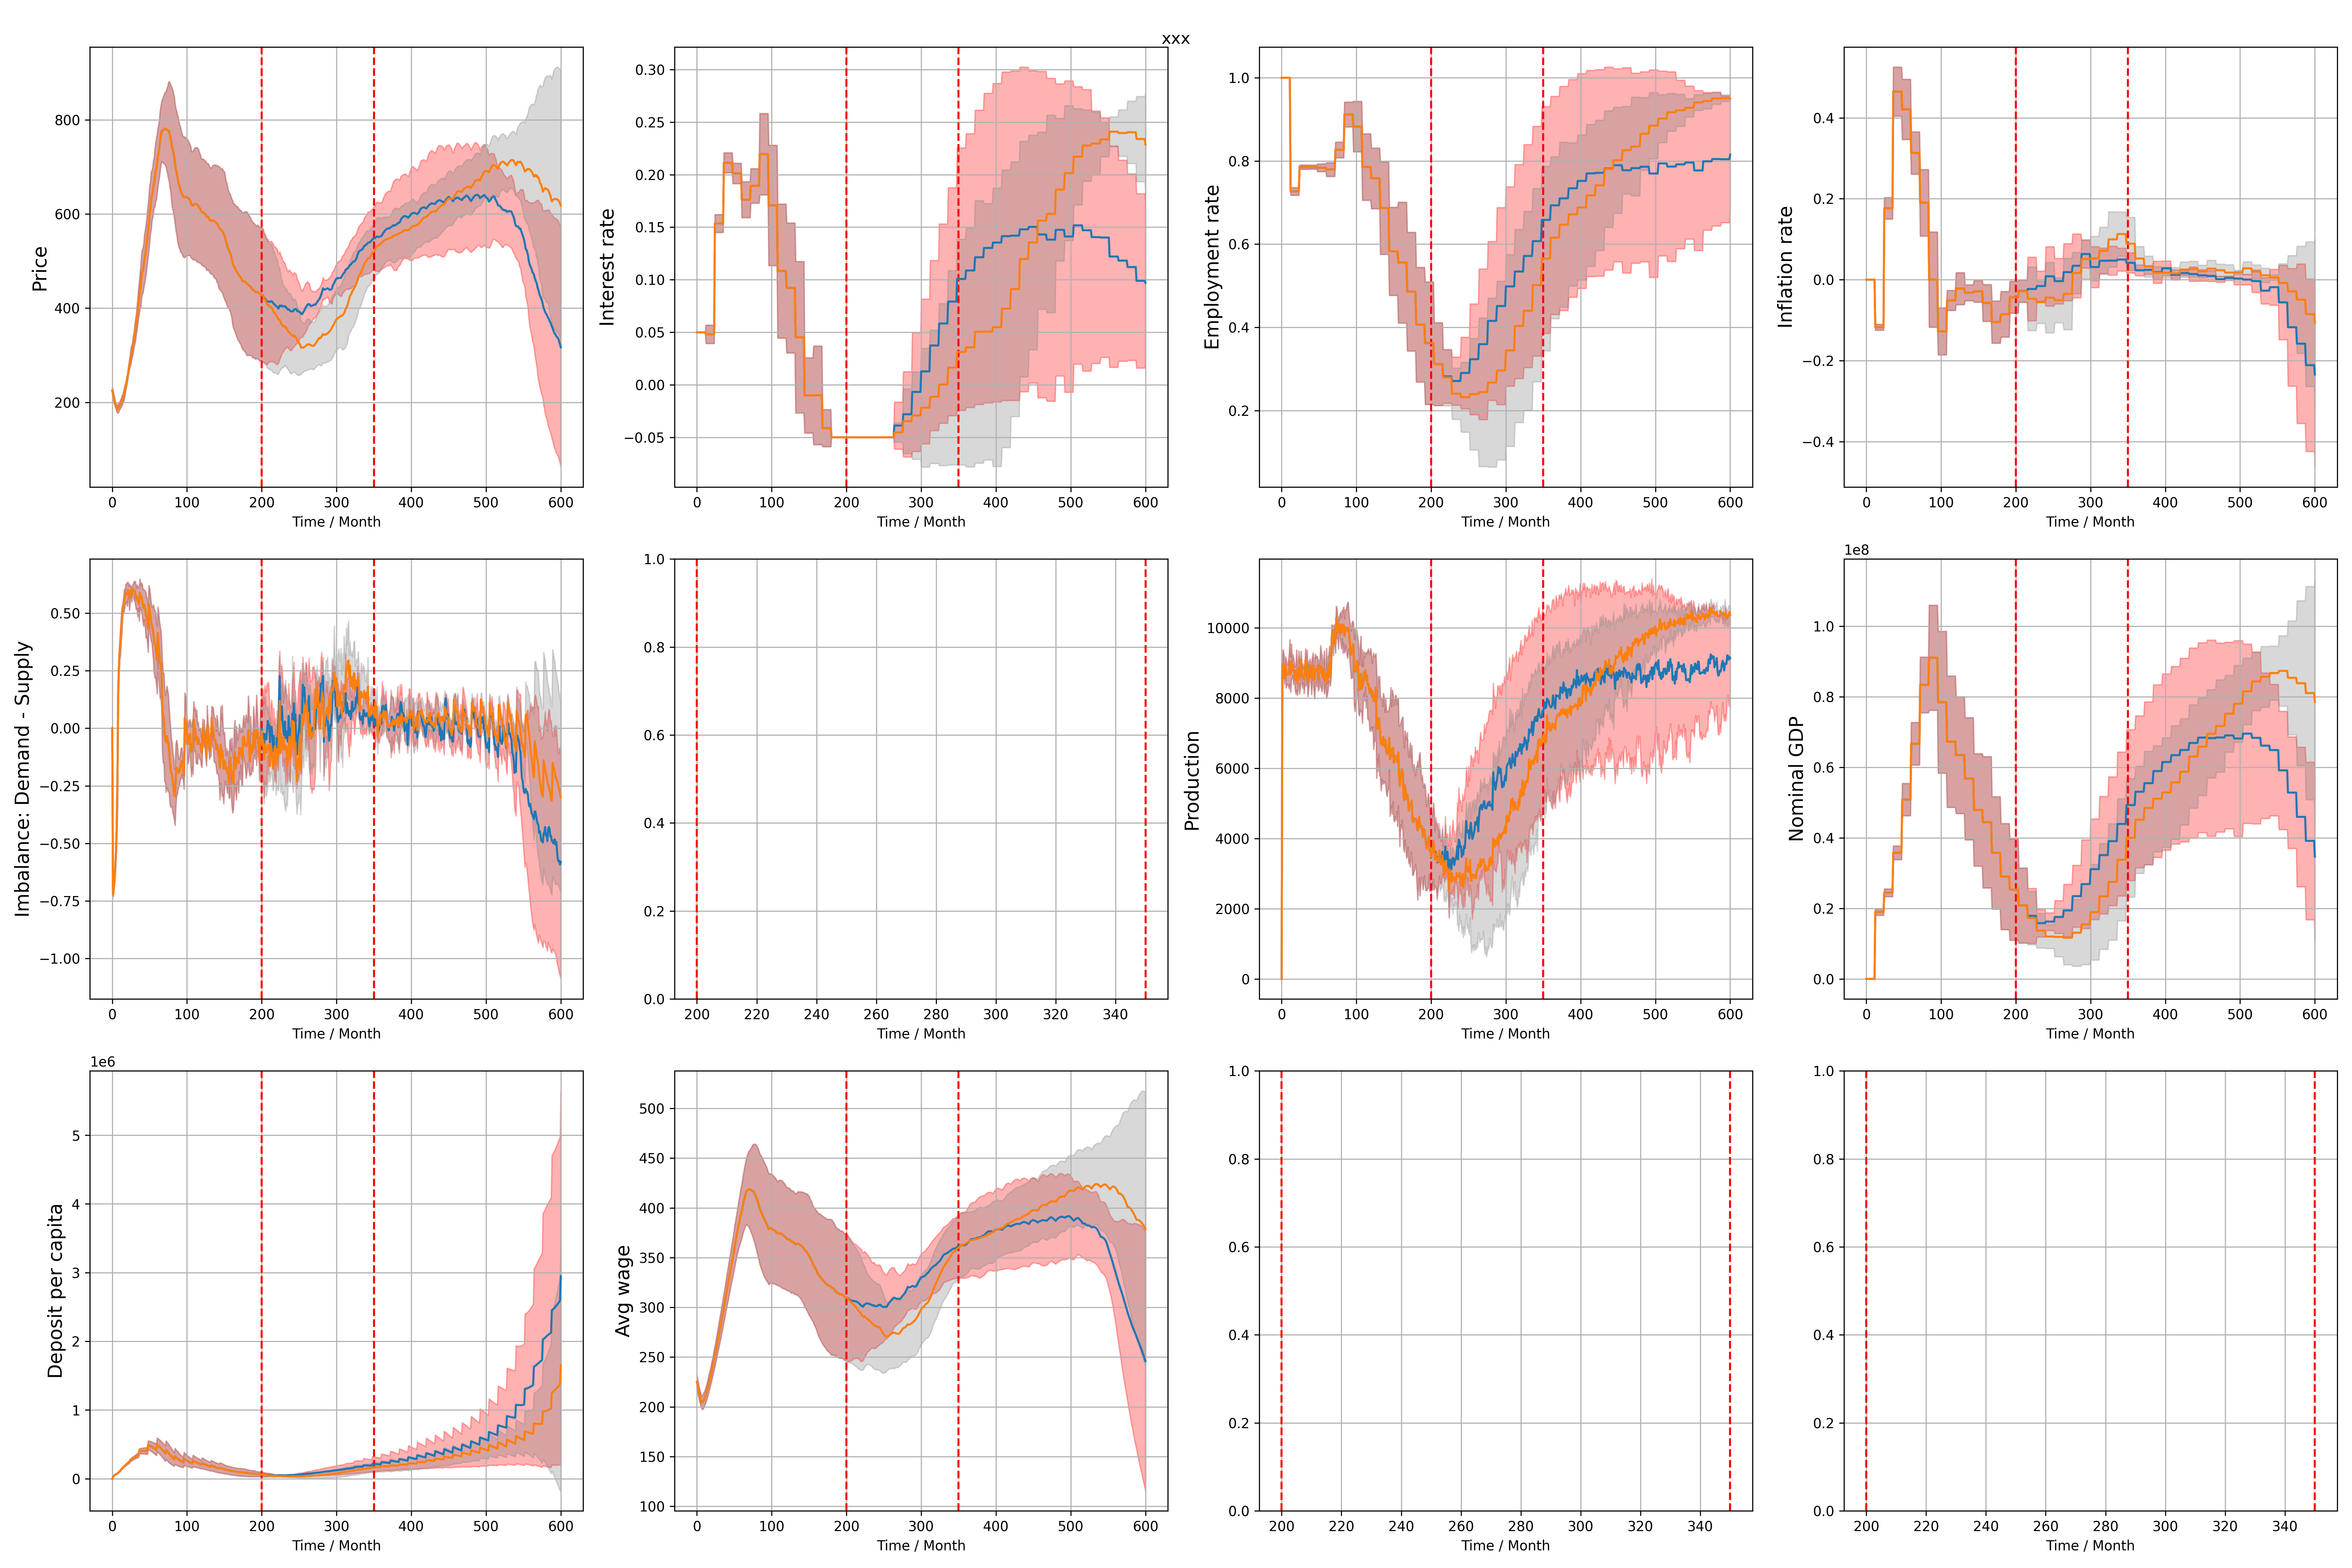 xxx
Price
800
600
400
200
0 100 200 300 400 500 600
Time / Month
Interest rate
0.30
0.25
0.20
0.15
0.10
0.05
0.00
−0.05
0 100 200 300 400 500 600
Time / Month
Employment rate
1.0
0.8
0.6
0.4
0.2
0 100 200 300 400 500 600
Time / Month
Inflation rate
0.4
0.2
0.0
−0.2
−0.4
0 100 200 300 400 500 600
Time / Month
Imbalance: Demand - Supply
0.50
0.25
0.00
−0.25
−0.50
−0.75
−1.00
0 100 200 300 400 500 600
Time / Month
1.0
0.8
0.6
0.4
0.2
0.0
200 220 240 260 280 300 320 340
Time / Month
Production
10000
8000
6000
4000
2000
0
0 100 200 300 400 500 600
Time / Month
1e8
Nominal GDP
1.0
0.8
0.6
0.4
0.2
0.0
0 100 200 300 400 500 600
Time / Month
1e6
Deposit per capita
5
4
3
2
1
0
0 100 200 300 400 500 600
Time / Month
Avg wage
500
450
400
350
300
250
200
150
100
0 100 200 300 400 500 600
Time / Month
1.0
0.8
0.6
0.4
0.2
0.0
200 220 240 260 280 300 320 340
Time / Month
1.0
0.8
0.6
0.4
0.2
0.0
200 220 240 260 280 300 320 340
Time / Month